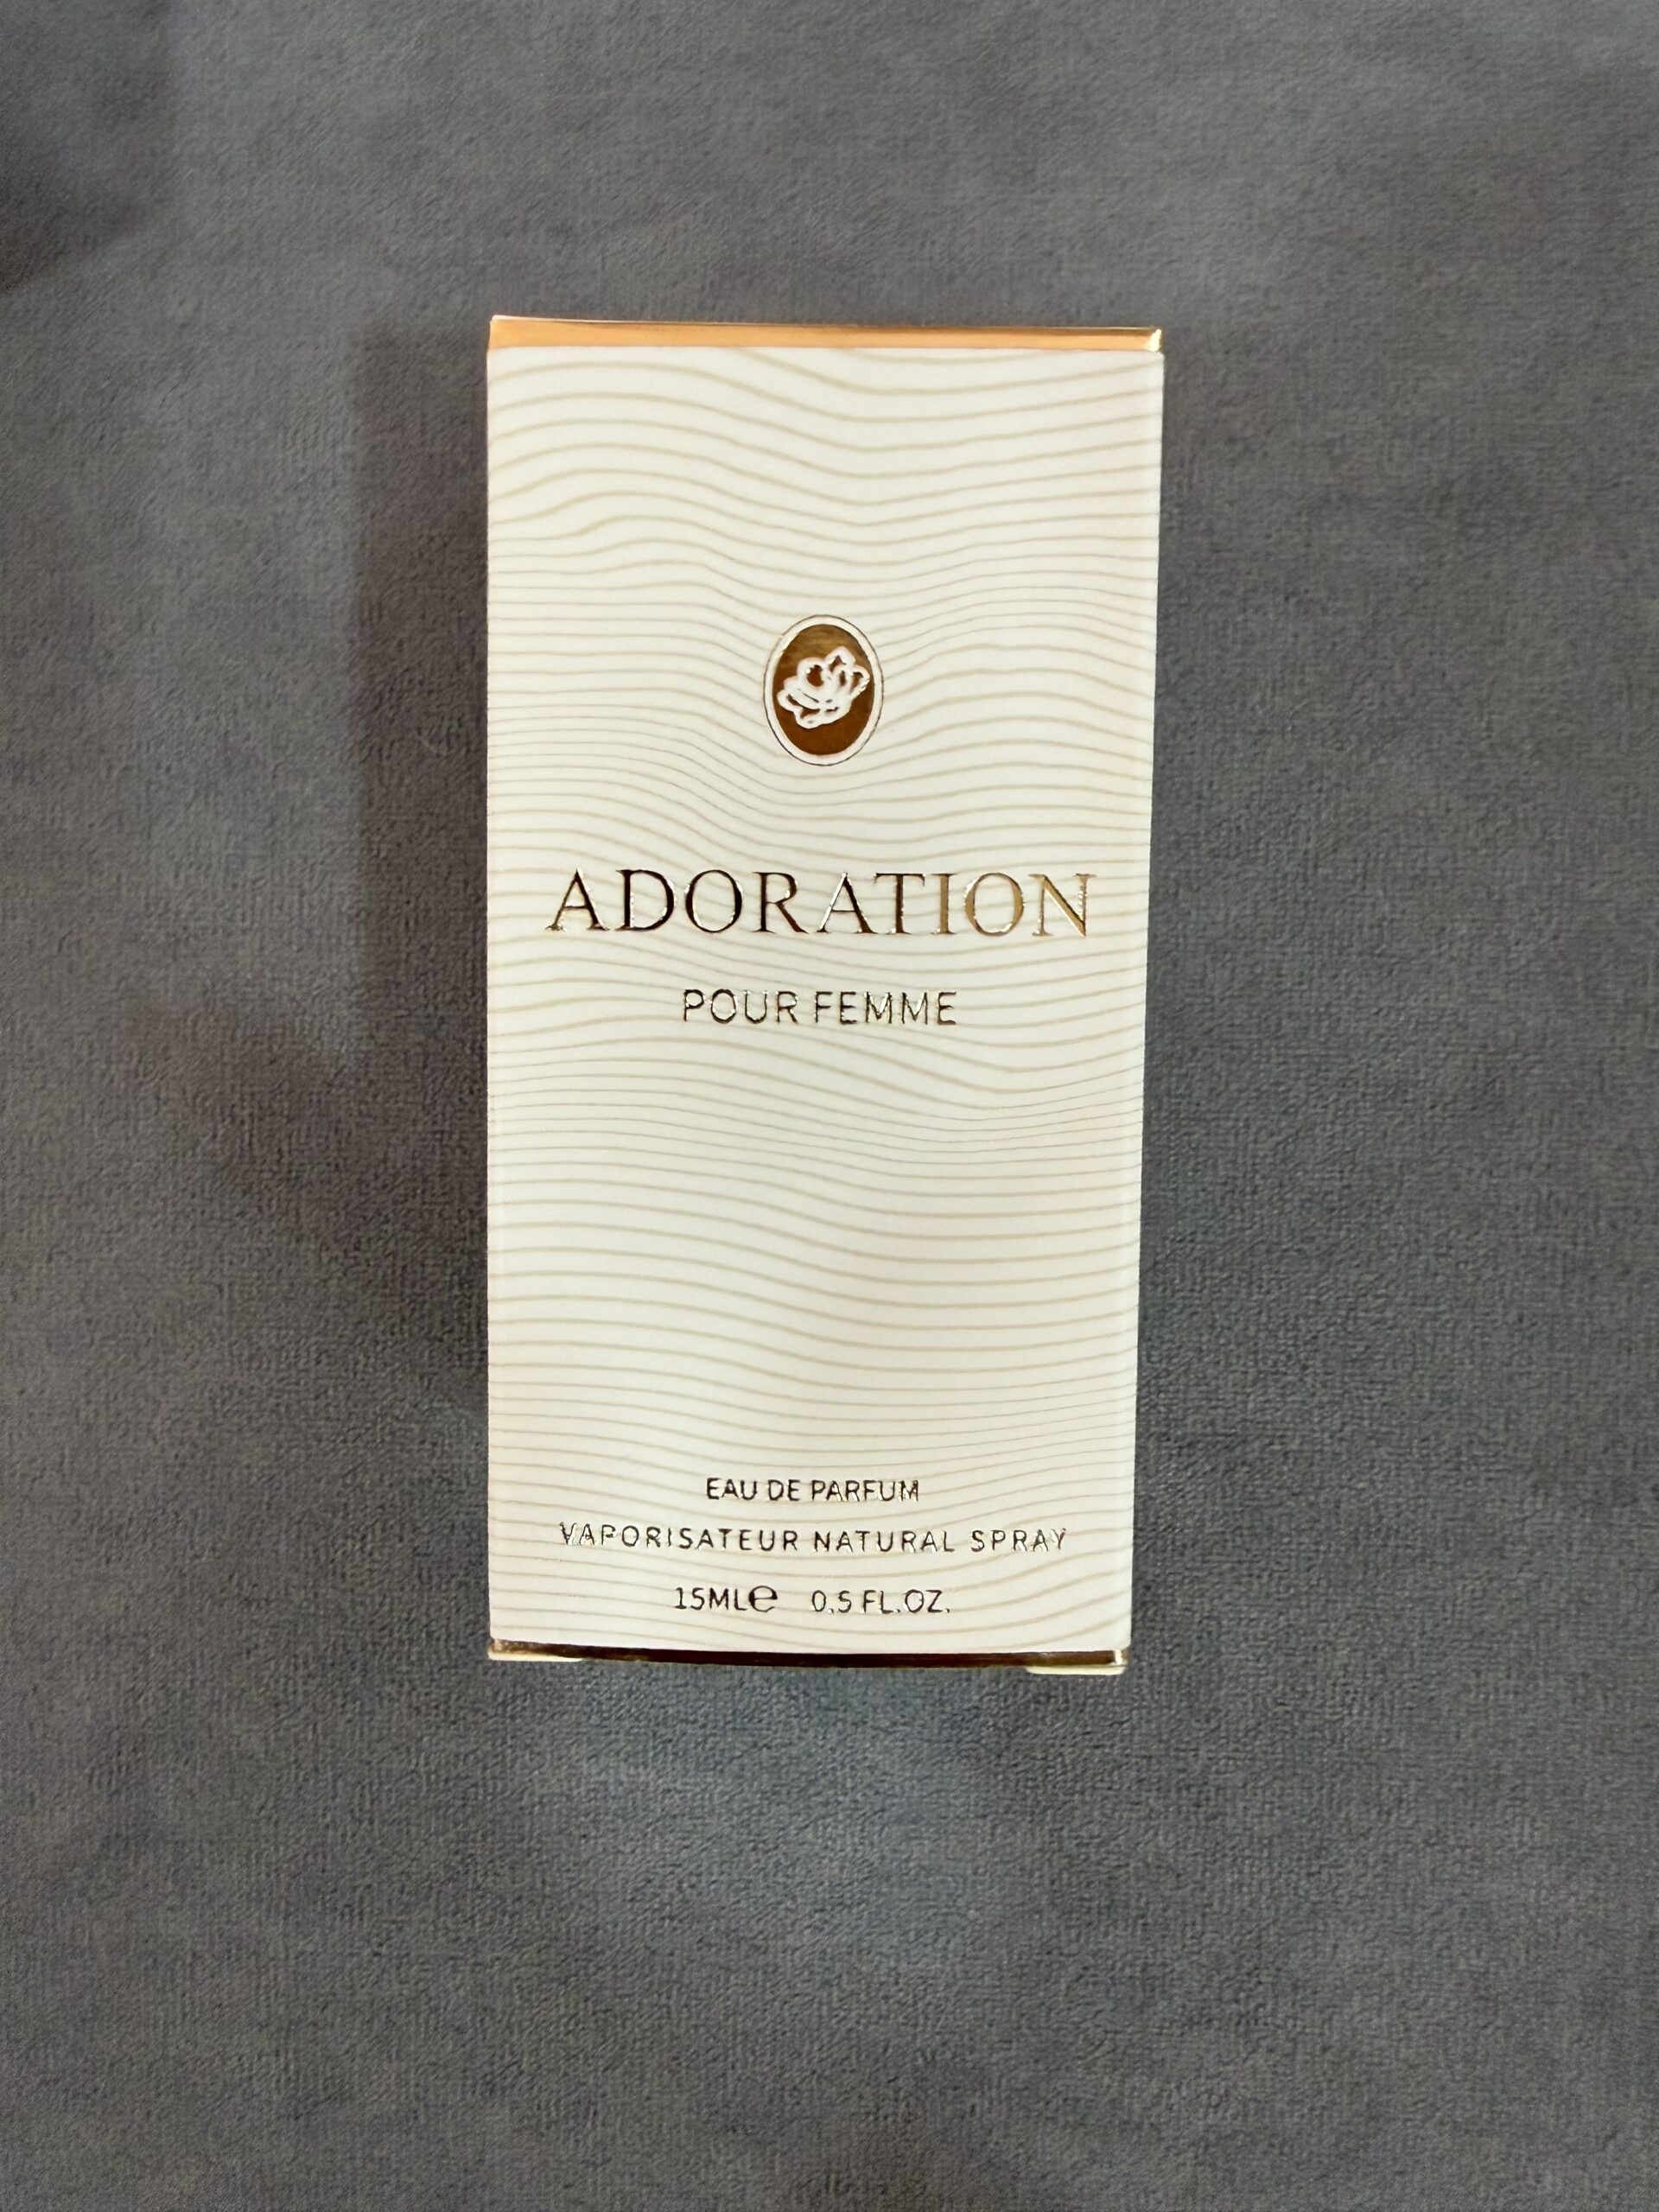 ADORATION
POUR FEMME
EAU DE PARFUM
VAPORISATEUR NATURAL SPRAY
15ML℮ 0.5 FL.OZ.